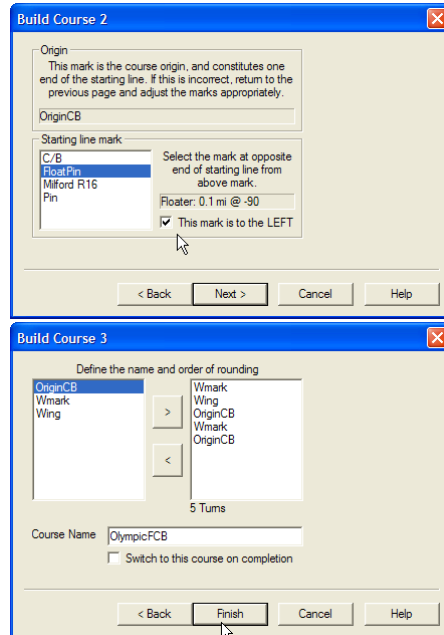 Build Course 2
Origin
This mark is the course origin, and constitutes one
end of the starting line. If this is incorrect, return to the
previous page and adjust the marks appropriately.
OriginCB
Starting line mark
C/B
FloatPin
Milford R16
Pin
Select the mark at opposite
end of starting line from
above mark.
Floater: 0.1 mi @ -90
This mark is to the LEFT
< Back
Next >
Cancel
Help
Build Course 3
Define the name and order of rounding
OriginCB
Wmark
Wing
>
<
Wmark
Wing
OriginCB
Wmark
OriginCB
5 Turns
Course Name
OlympicFCB
Switch to this course on completion
< Back
Finish
Cancel
Help